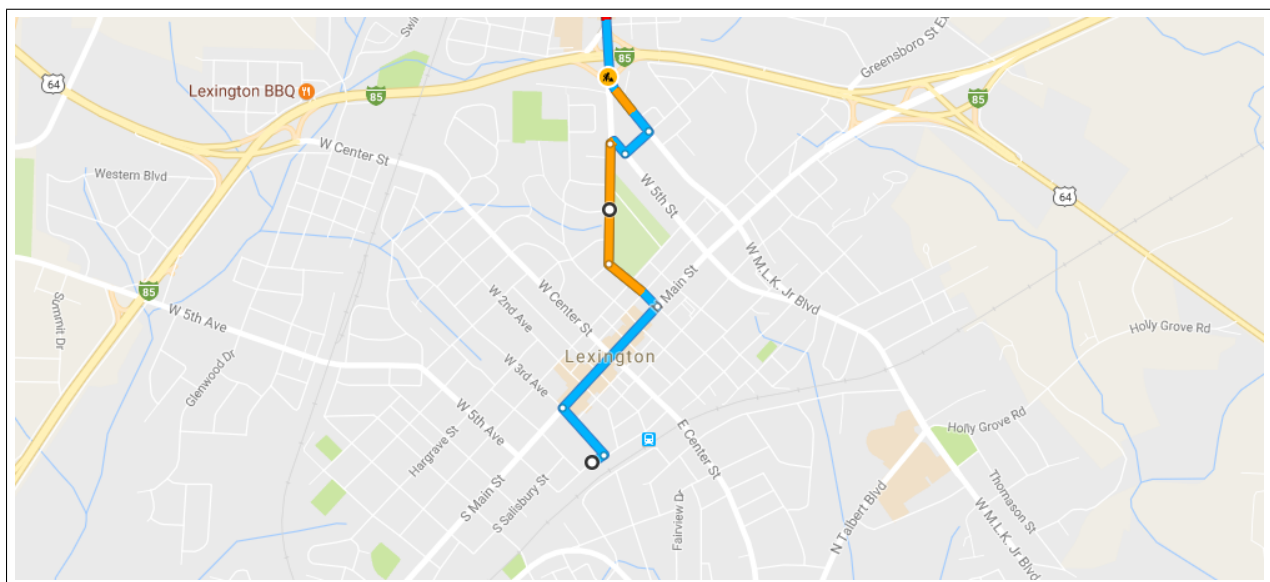 Swin
85
Greensboro St E
64
Lexington BBQ
85
85
W Center St
Western Blvd
W 5th St
64
Main St
85
W M.L.K. Jr Blvd
Summit Dr
W 5th Ave
W 2nd Ave
W Center St
Holly Grove Rd
Glenwood Dr
Lexington
W 3rd Ave
W 5th Ave
Hargrave St
E Center St
Holly Grove Rd
S Main St
S Salisbury St
Fairview Dr
N Talbert Blvd
Thomason St
W M.L.K. Jr Blvd